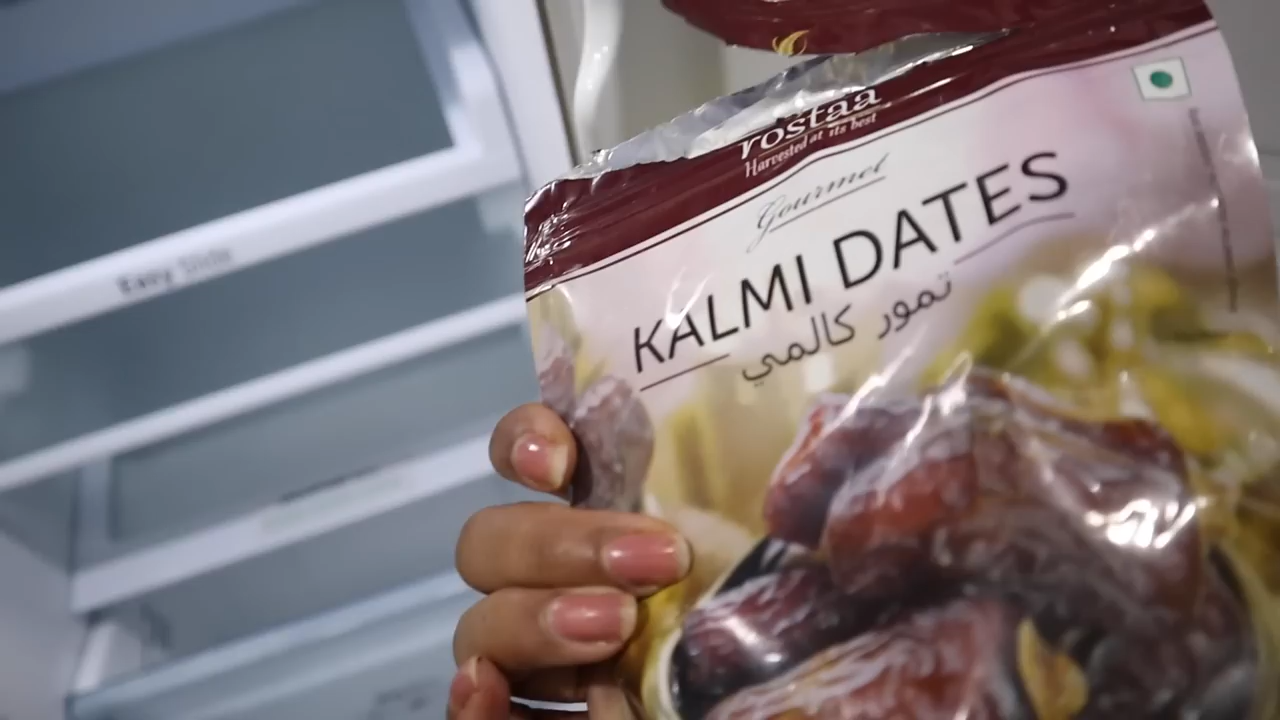 rostaa
Harvested at its best
Gourmet
KALMI DATES
تمور كالمي
Easy Slide